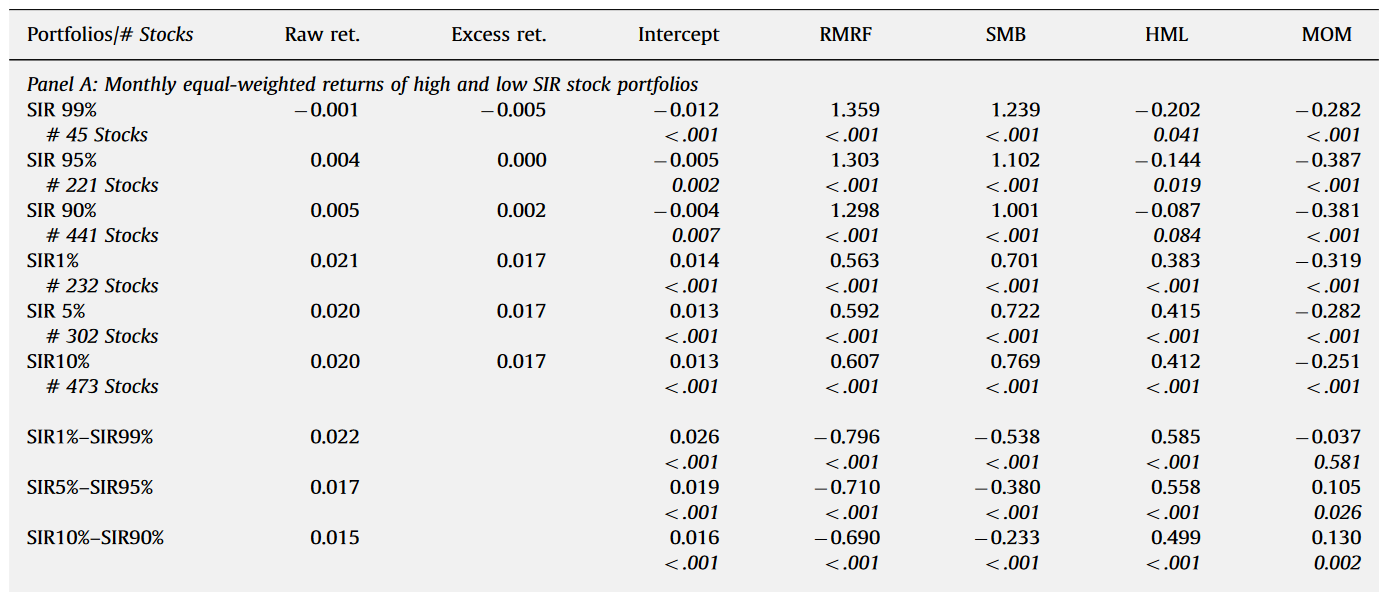 Portfolios/# Stocks Raw ret. Excess ret. Intercept RMRF SMB HML MOM
Panel A: Monthly equal-weighted returns of high and low SIR stock portfolios
SIR 99% −0.001 −0.005 −0.012 1.359 1.239 −0.202 −0.282
# 45 Stocks <.001 <.001 <.001 0.041 <.001
SIR 95% 0.004 0.000 −0.005 1.303 1.102 −0.144 −0.387
# 221 Stocks 0.002 <.001 <.001 0.019 <.001
SIR 90% 0.005 0.002 −0.004 1.298 1.001 −0.087 −0.381
# 441 Stocks 0.007 <.001 <.001 0.084 <.001
SIR1% 0.021 0.017 0.014 0.563 0.701 0.383 −0.319
# 232 Stocks <.001 <.001 <.001 <.001 <.001
SIR 5% 0.020 0.017 0.013 0.592 0.722 0.415 −0.282
# 302 Stocks <.001 <.001 <.001 <.001 <.001
SIR10% 0.020 0.017 0.013 0.607 0.769 0.412 −0.251
# 473 Stocks <.001 <.001 <.001 <.001 <.001
SIR1%–SIR99% 0.022 0.026 −0.796 −0.538 0.585 −0.037
<.001 <.001 <.001 <.001 0.581
SIR5%–SIR95% 0.017 0.019 −0.710 −0.380 0.558 0.105
<.001 <.001 <.001 <.001 0.026
SIR10%–SIR90% 0.015 0.016 −0.690 −0.233 0.499 0.130
<.001 <.001 <.001 <.001 0.002